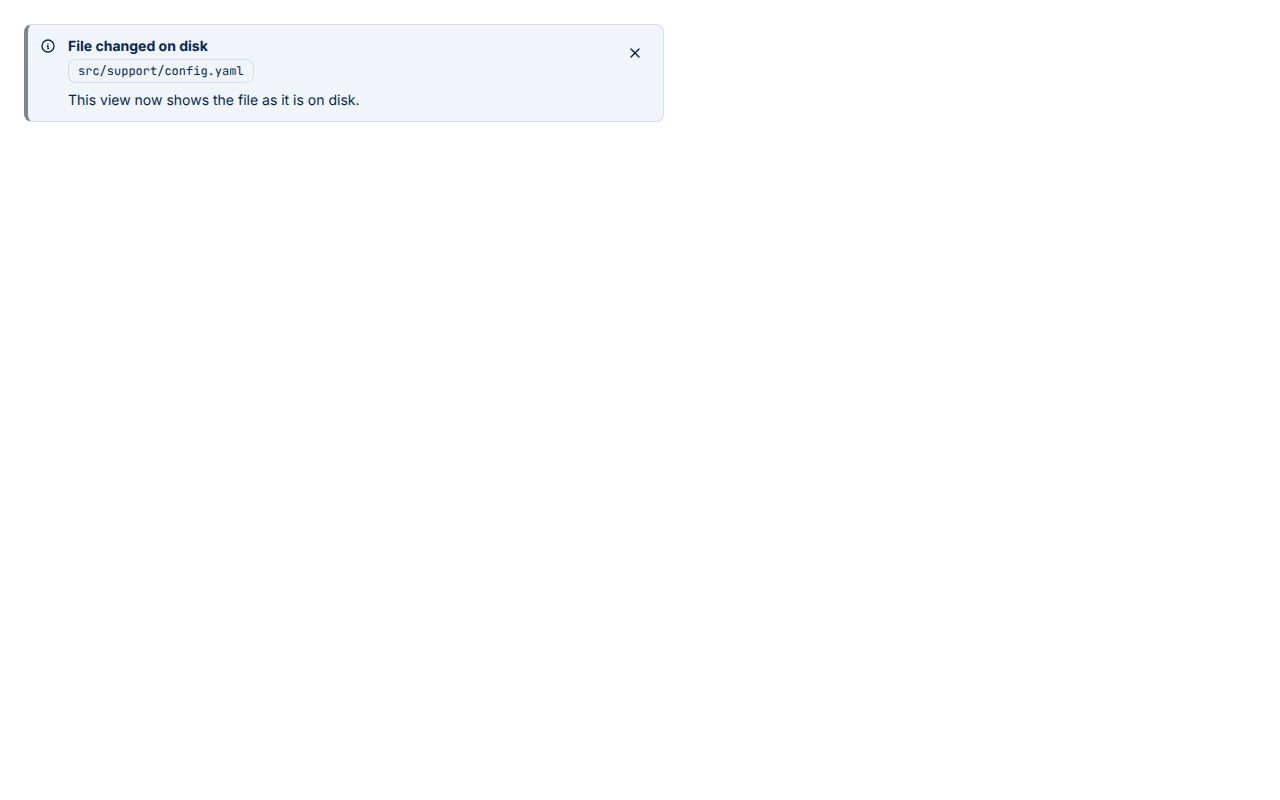 File changed on disk
src/support/config.yaml
This view now shows the file as it is on disk.